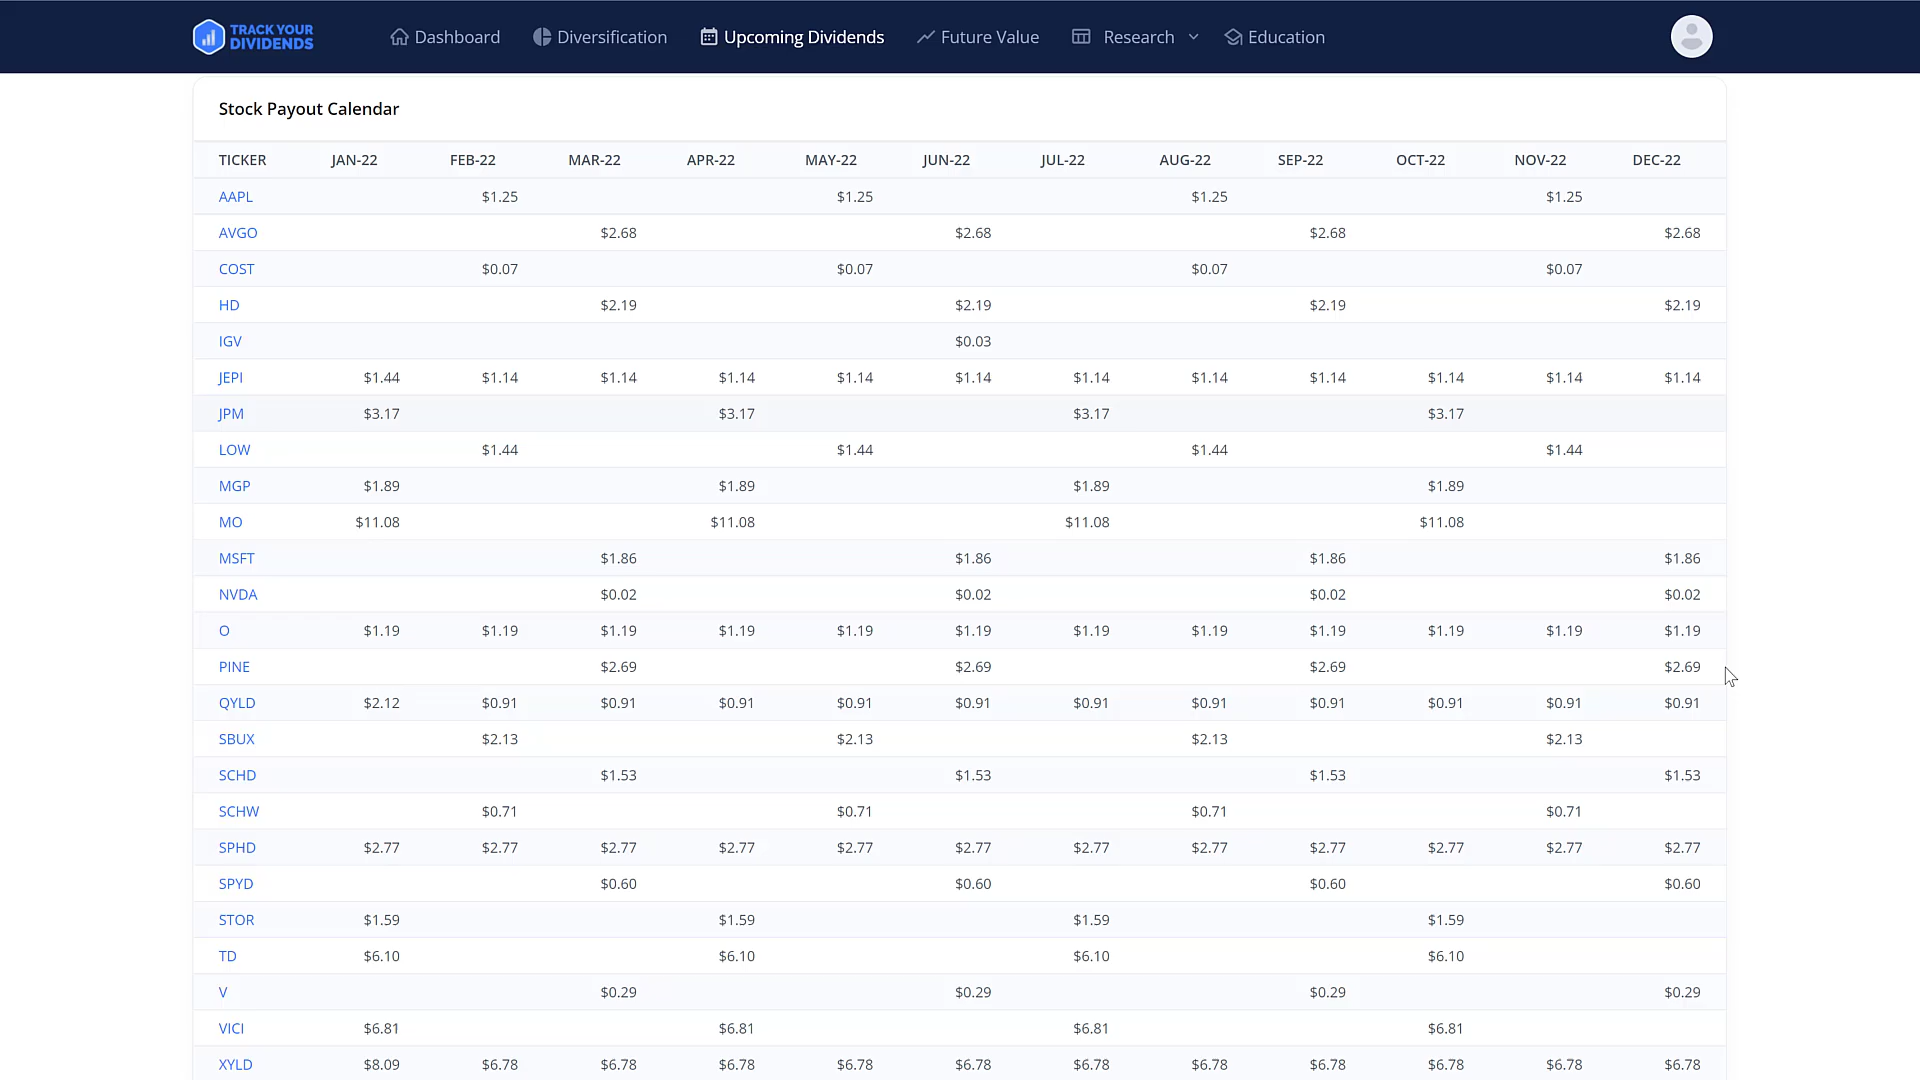 TRACK YOUR
DIVIDENDS
Dashboard Diversification Upcoming Dividends Future Value Research Education
Stock Payout Calendar
TICKER JAN-22 FEB-22 MAR-22 APR-22 MAY-22 JUN-22 JUL-22 AUG-22 SEP-22 OCT-22 NOV-22 DEC-22
AAPL $1.25 $1.25 $1.25 $1.25
AVGO $2.68 $2.68 $2.68 $2.68
COST $0.07 $0.07 $0.07 $0.07
HD $2.19 $2.19 $2.19 $2.19
IGV $0.03
JEPI $1.44 $1.14 $1.14 $1.14 $1.14 $1.14 $1.14 $1.14 $1.14 $1.14 $1.14 $1.14
JPM $3.17 $3.17 $3.17 $3.17
LOW $1.44 $1.44 $1.44 $1.44
MGP $1.89 $1.89 $1.89 $1.89
MO $11.08 $11.08 $11.08 $11.08
MSFT $1.86 $1.86 $1.86 $1.86
NVDA $0.02 $0.02 $0.02 $0.02
O $1.19 $1.19 $1.19 $1.19 $1.19 $1.19 $1.19 $1.19 $1.19 $1.19 $1.19 $1.19
PINE $2.69 $2.69 $2.69 $2.69
QYLD $2.12 $0.91 $0.91 $0.91 $0.91 $0.91 $0.91 $0.91 $0.91 $0.91 $0.91 $0.91
SBUX $2.13 $2.13 $2.13 $2.13
SCHD $1.53 $1.53 $1.53 $1.53
SCHW $0.71 $0.71 $0.71 $0.71
SPHD $2.77 $2.77 $2.77 $2.77 $2.77 $2.77 $2.77 $2.77 $2.77 $2.77 $2.77 $2.77
SPYD $0.60 $0.60 $0.60 $0.60
STOR $1.59 $1.59 $1.59 $1.59
TD $6.10 $6.10 $6.10 $6.10
V $0.29 $0.29 $0.29 $0.29
VICI $6.81 $6.81 $6.81 $6.81
XYLD $8.09 $6.78 $6.78 $6.78 $6.78 $6.78 $6.78 $6.78 $6.78 $6.78 $6.78 $6.78